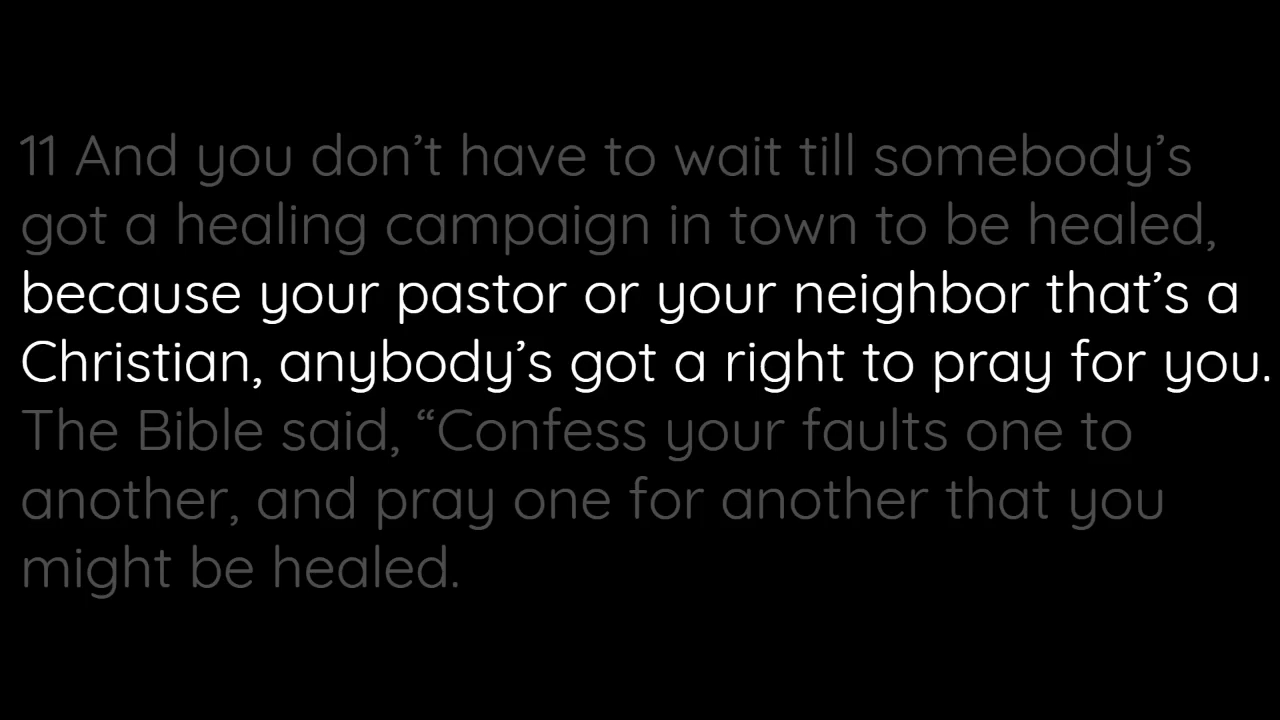 11 And you don’t have to wait till somebody’s
got a healing campaign in town to be healed,
because your pastor or your neighbor that’s a
Christian, anybody’s got a right to pray for you.
The Bible said, “Confess your faults one to
another, and pray one for another that you
might be healed.